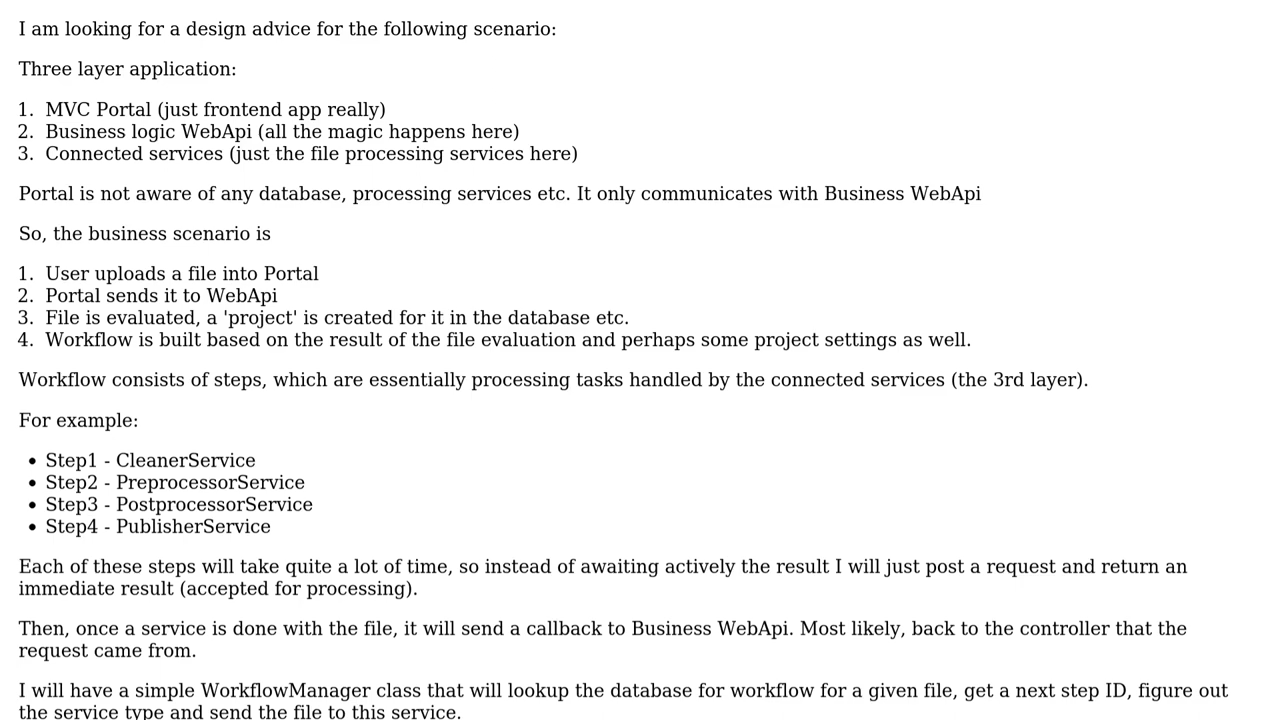 I am looking for a design advice for the following scenario:
Three layer application:
1. MVC Portal (just frontend app really)
2. Business logic WebApi (all the magic happens here)
3. Connected services (just the file processing services here)
Portal is not aware of any database, processing services etc. It only communicates with Business WebApi
So, the business scenario is
1. User uploads a file into Portal
2. Portal sends it to WebApi
3. File is evaluated, a 'project' is created for it in the database etc.
4. Workflow is built based on the result of the file evaluation and perhaps some project settings as well.
Workflow consists of steps, which are essentially processing tasks handled by the connected services (the 3rd layer).
For example:
• Step1 - CleanerService
• Step2 - PreprocessorService
• Step3 - PostprocessorService
• Step4 - PublisherService
Each of these steps will take quite a lot of time, so instead of awaiting actively the result I will just post a request and return an
immediate result (accepted for processing).
Then, once a service is done with the file, it will send a callback to Business WebApi. Most likely, back to the controller that the
request came from.
I will have a simple WorkflowManager class that will lookup the database for workflow for a given file, get a next step ID, figure out
the service type and send the file to this service.